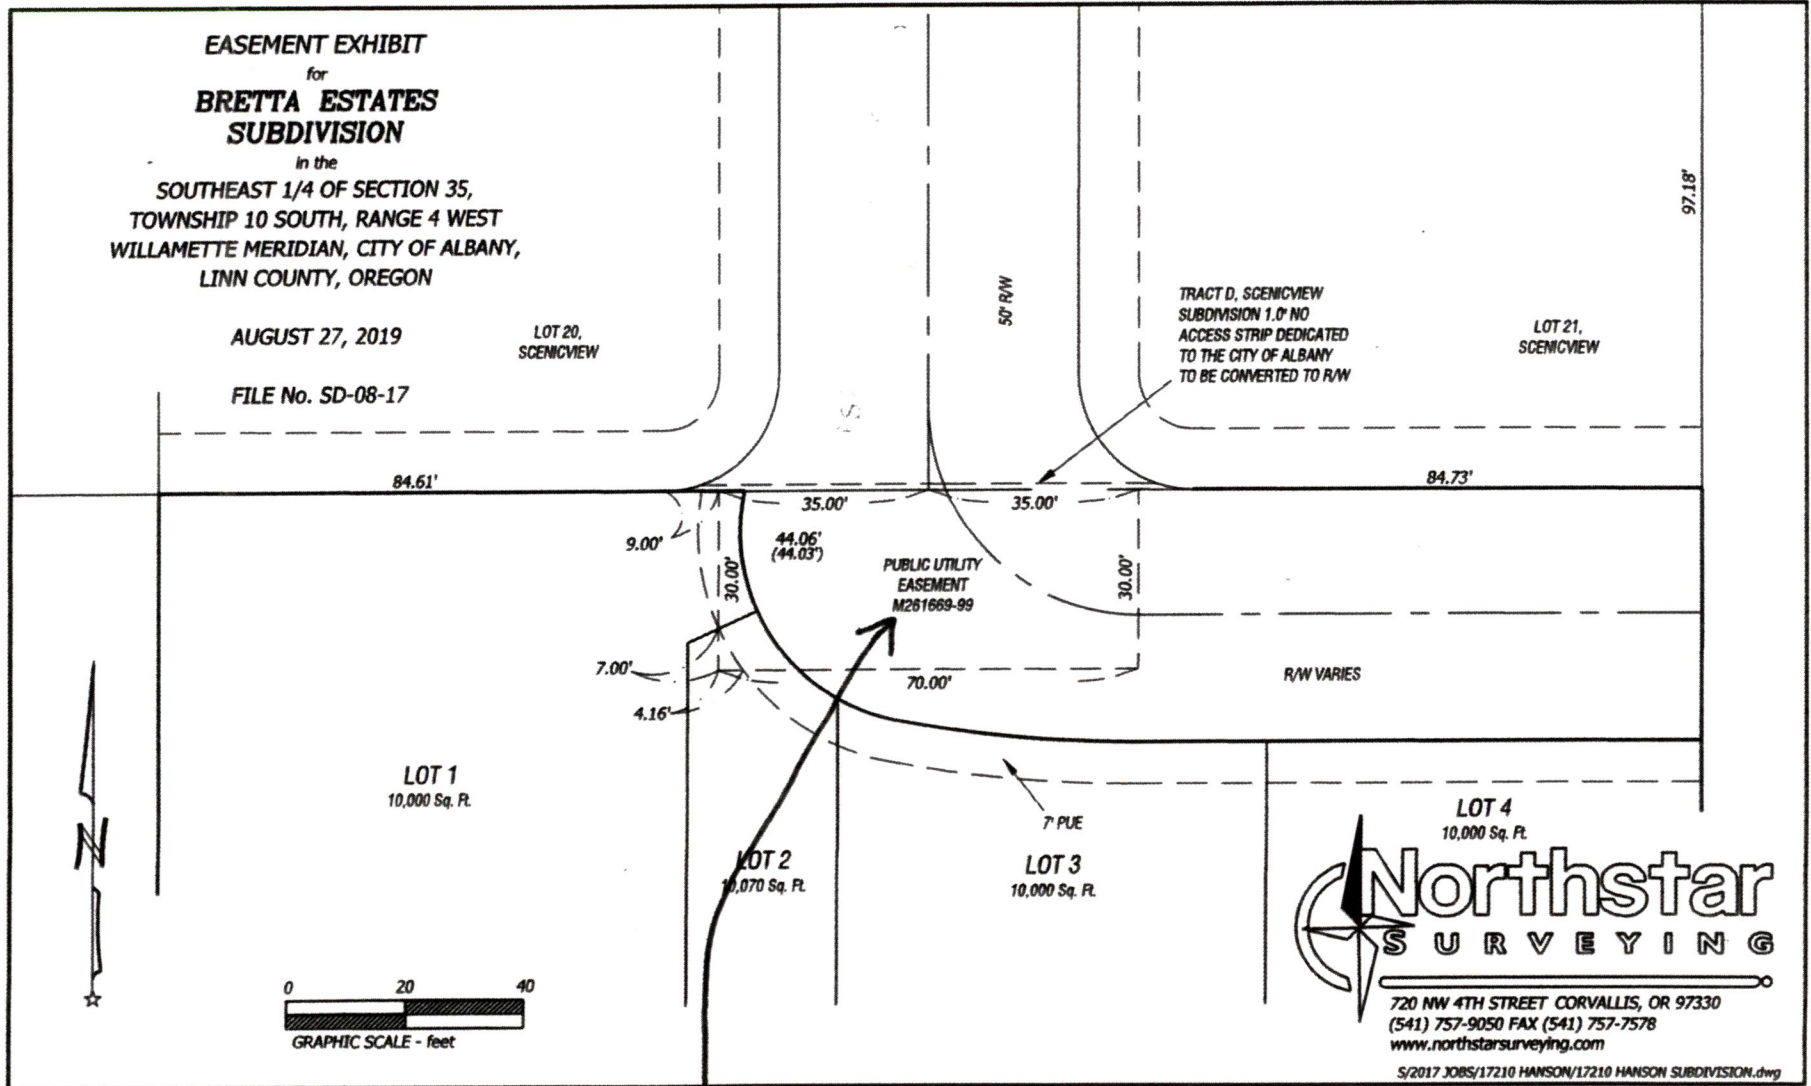 EASEMENT EXHIBIT
for
BRETTA ESTATES
SUBDIVISION
in the
SOUTHEAST 1/4 OF SECTION 35,
TOWNSHIP 10 SOUTH, RANGE 4 WEST
WILLAMETTE MERIDIAN, CITY OF ALBANY,
LINN COUNTY, OREGON
AUGUST 27, 2019
FILE No. SD-08-17
LOT 20,
SCENICVIEW
50' R/W
TRACT D, SCENICVIEW
SUBDIVISION 1.0' NO
ACCESS STRIP DEDICATED
TO THE CITY OF ALBANY
TO BE CONVERTED TO R/W
LOT 21,
SCENICVIEW
97.18'
84.61'
35.00'
35.00'
84.73'
9.00'
30.00'
44.06'
(44.03')
PUBLIC UTILITY
EASEMENT
M261669-99
30.00'
7.00'
4.16'
70.00'
R/W VARIES
7' PUE
LOT 1
10,000 Sq. Ft.
LOT 2
10,070 Sq. Ft.
LOT 3
10,000 Sq. Ft.
LOT 4
10,000 Sq. Ft.
N
0 20 40
GRAPHIC SCALE - feet
Northstar
SURVEYING
720 NW 4TH STREET CORVALLIS, OR 97330
(541) 757-9050 FAX (541) 757-7578
www.northstarsurveying.com
S/2017 JOBS/17210 HANSON/17210 HANSON SUBDIVISION.dwg